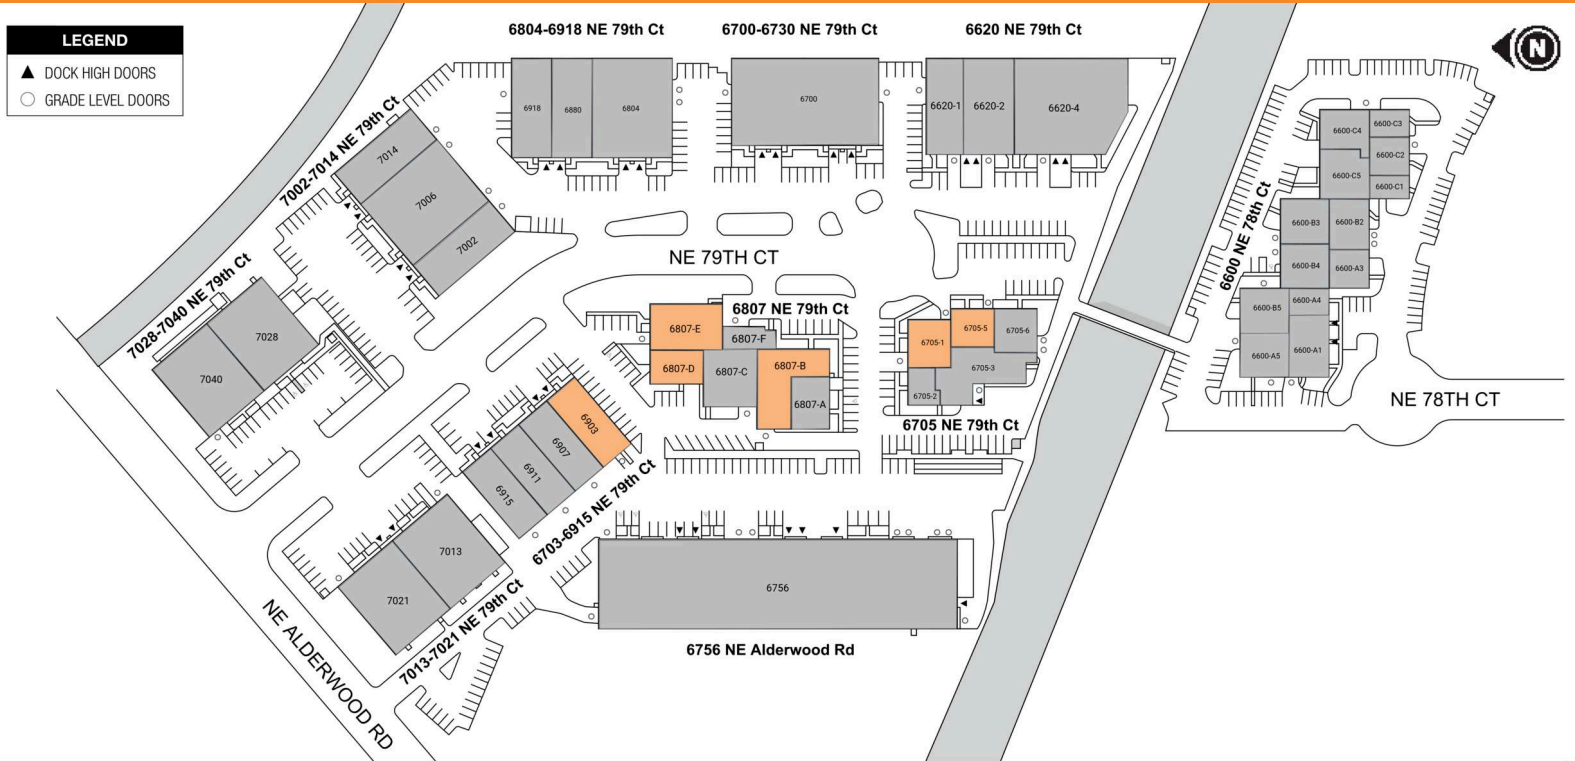 LEGEND
DOCK HIGH DOORS
GRADE LEVEL DOORS
6804-6918 NE 79th Ct
6700-6730 NE 79th Ct
6620 NE 79th Ct
N
6918
6880
6804
6700
6620-1
6620-2
6620-4
7002-7014 NE 79th Ct
7014
7006
7002
6600 NE 78th Ct
6600-C4
6600-C3
6600-C2
6600-C5
6600-C1
6600-B3
6600-B2
6600-B4
6600-A3
6600-B5
6600-A4
6600-A5
6600-A1
NE 79TH CT
7028-7040 NE 79th Ct
7028
7040
6807 NE 79th Ct
6807-E
6807-F
6807-D
6807-C
6807-B
6807-A
6705-1
6705-5
6705-6
6705-3
6705-2
6705 NE 79th Ct
NE 78TH CT
6903
6907
6911
6915
6703-6915 NE 79th Ct
7013
7021
7013-7021 NE 79th Ct
6756
6756 NE Alderwood Rd
NE ALDERWOOD RD